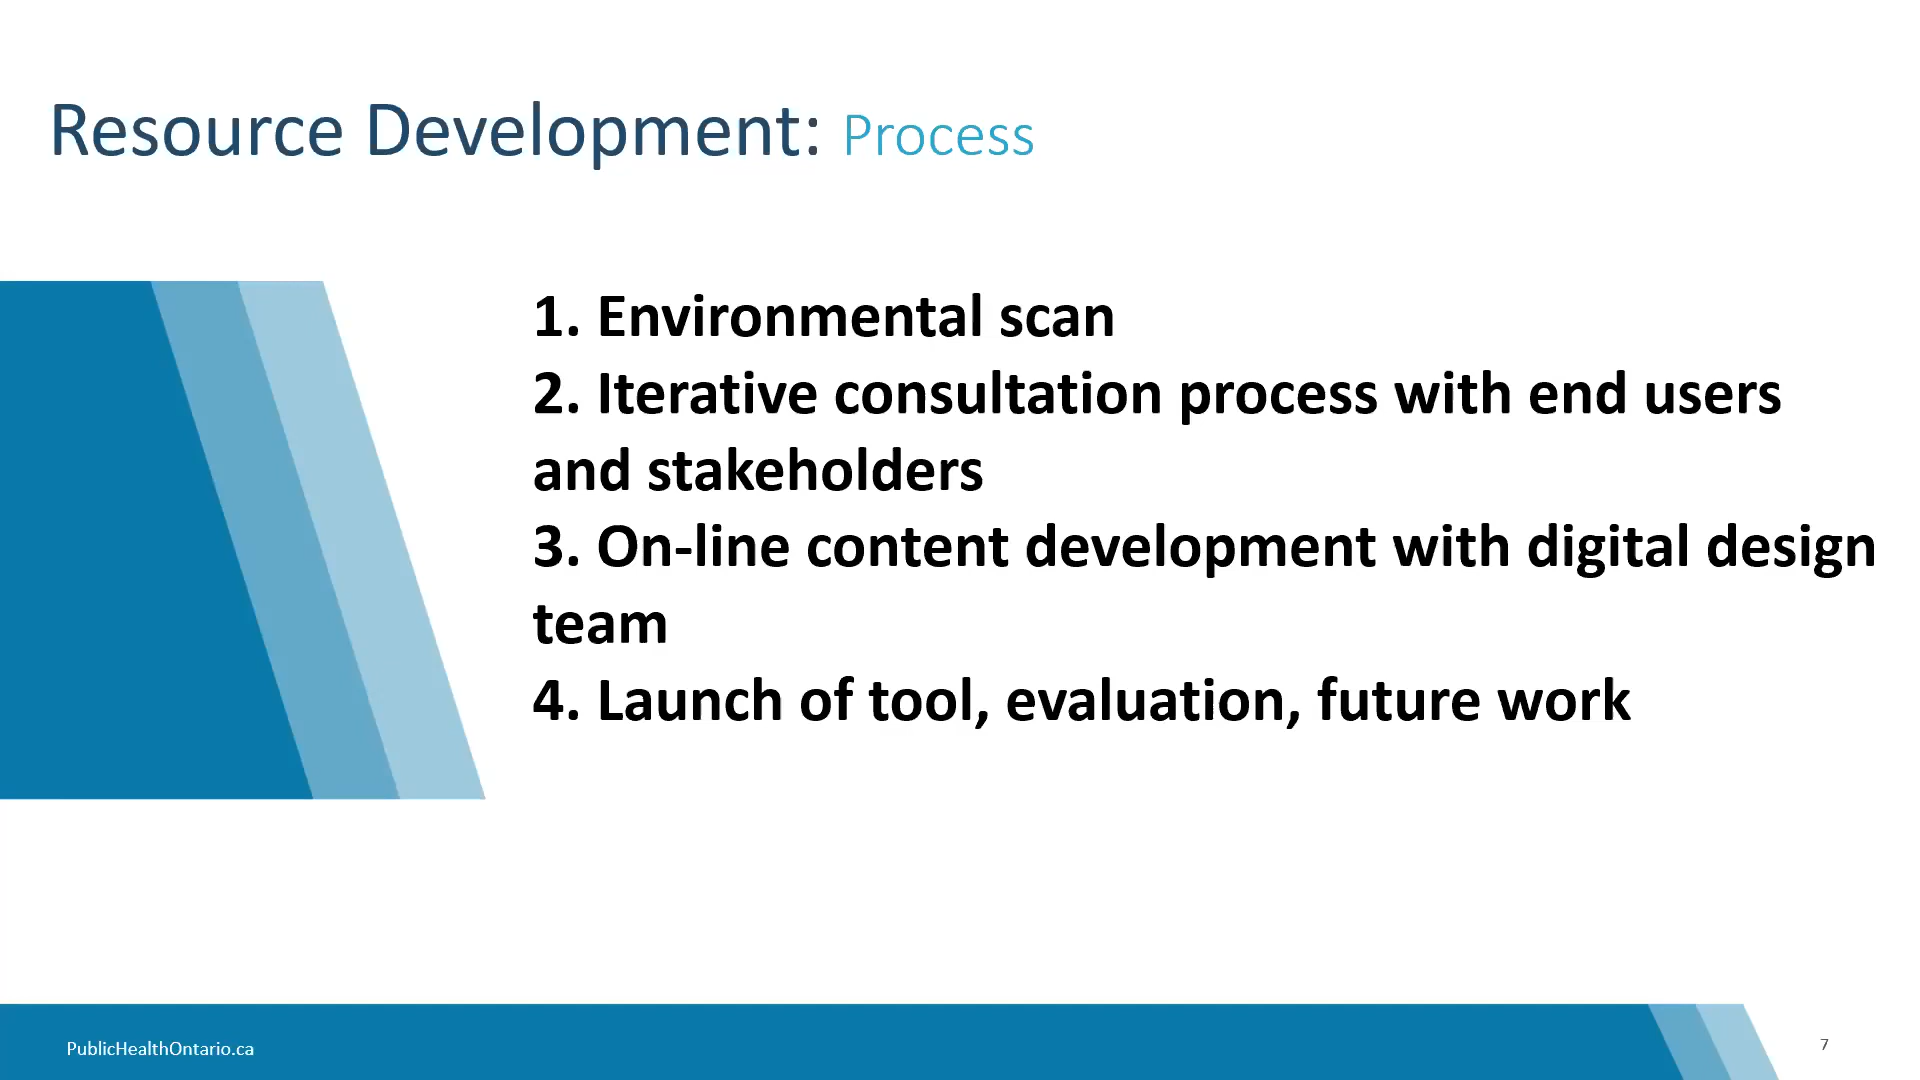 Resource Development: Process
1. Environmental scan
2. Iterative consultation process with end users
and stakeholders
3. On-line content development with digital design
team
4. Launch of tool, evaluation, future work
PublicHealthOntario.ca
7